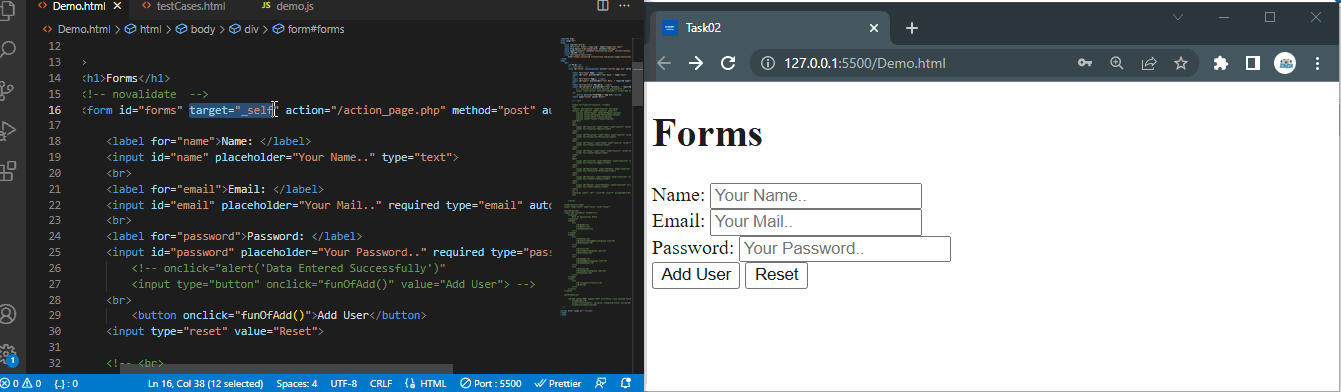 Demo.html
testCases.html
JS demo.js
Demo.html > html > body > div > form#forms
12
13 >
14 <h1>Forms</h1>
15 <!-- novalidate  -->
16 <form id="forms" target="_self" action="/action_page.php" method="post" au
17
18 <label for="name">Name: </label>
19 <input id="name" placeholder="Your Name.." type="text">
20 <br>
21 <label for="email">Email: </label>
22 <input id="email" placeholder="Your Mail.." required type="email" auto
23 <br>
24 <label for="password">Password: </label>
25 <input id="password" placeholder="Your Password.." required type="pass
26 <!-- onclick="alert('Data Entered Successfully')"
27 <input type="button" onclick="funOfAdd()" value="Add User"> -->
28 <br>
29 <button onclick="funOfAdd()">Add User</button>
30 <input type="reset" value="Reset">
31
32 <!-- <br>
1
0 0 {..} : 0 Ln 16, Col 38 (12 selected) Spaces: 4 UTF-8 CRLF {} HTML Port : 5500 Prettier
Task02
127.0.0.1:5500/Demo.html
Forms
Name: Your Name..
Email: Your Mail..
Password: Your Password..
Add User Reset